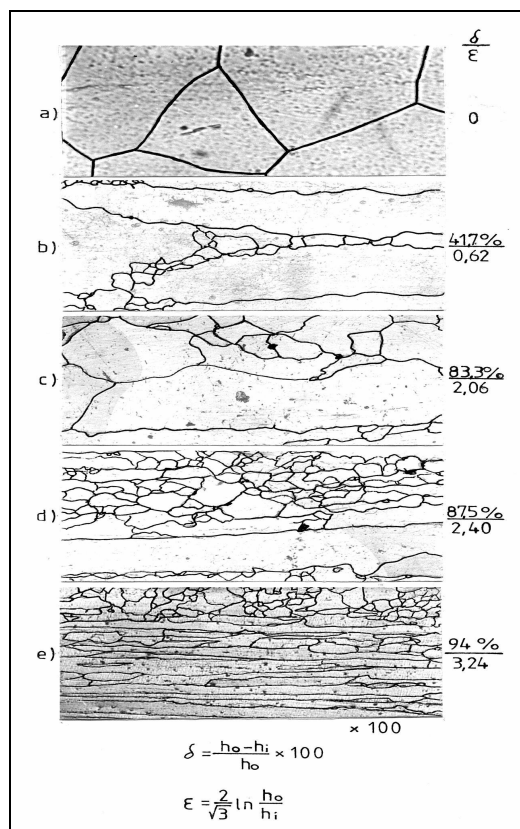 δ
ε
a) 0
b) 41,7%
0,62
c) 83,3%
2,06
d) 87,5%
2,40
e) 94 %
3,24
× 100
δ = (h₀-hᵢ)/h₀ × 100
ε = 2/√3 ln h₀/hᵢ